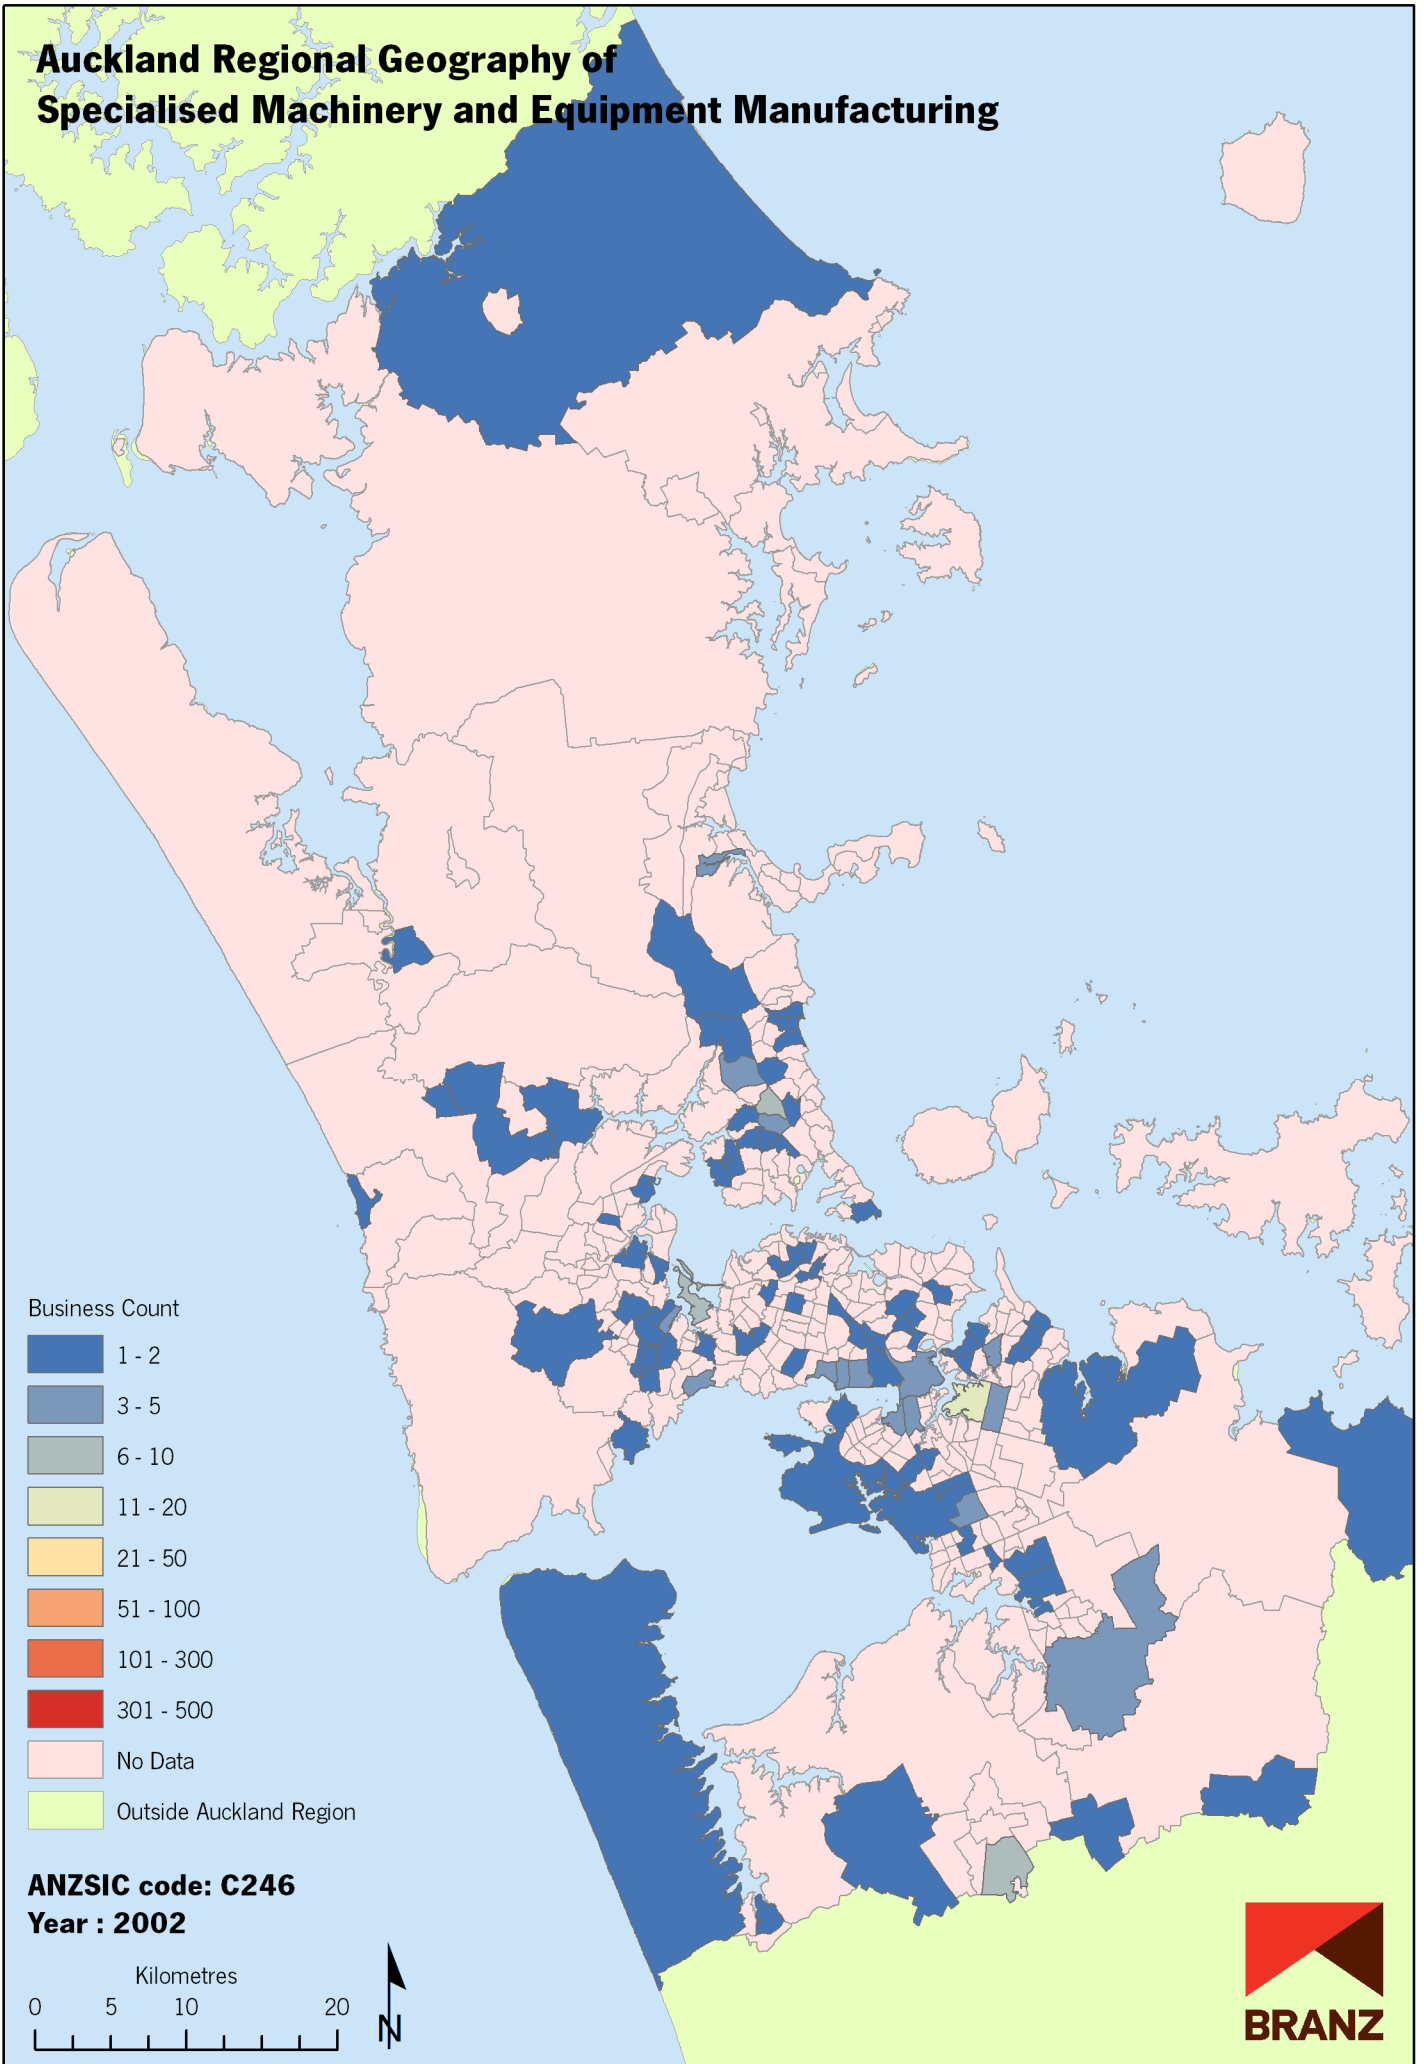 Auckland Regional Geography of
Specialised Machinery and Equipment Manufacturing
Business Count
1 - 2
3 - 5
6 - 10
11 - 20
21 - 50
51 - 100
101 - 300
301 - 500
No Data
Outside Auckland Region
ANZSIC code: C246
Year : 2002
Kilometres
0 5 10 20
N
BRANZ